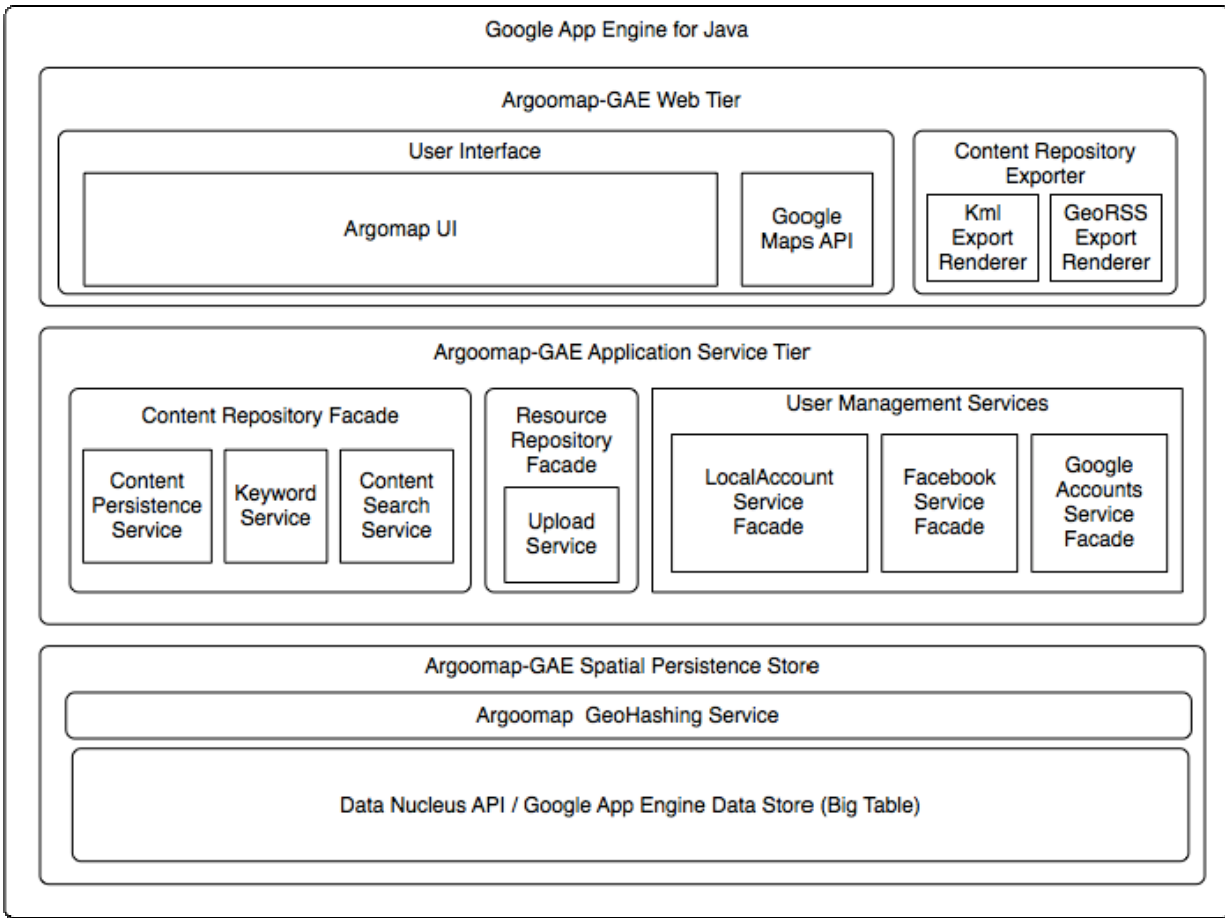 Google App Engine for Java
Argoomap-GAE Web Tier
User Interface
Argomap UI
Google
Maps API
Content Repository
Exporter
Kml
Export
Renderer
GeoRSS
Export
Renderer
Argoomap-GAE Application Service Tier
Content Repository Facade
Content
Persistence
Service
Keyword
Service
Content
Search
Service
Resource
Repository
Facade
Upload
Service
User Management Services
LocalAccount
Service
Facade
Facebook
Service
Facade
Google
Accounts
Service
Facade
Argoomap-GAE Spatial Persistence Store
Argoomap GeoHashing Service
Data Nucleus API / Google App Engine Data Store (Big Table)